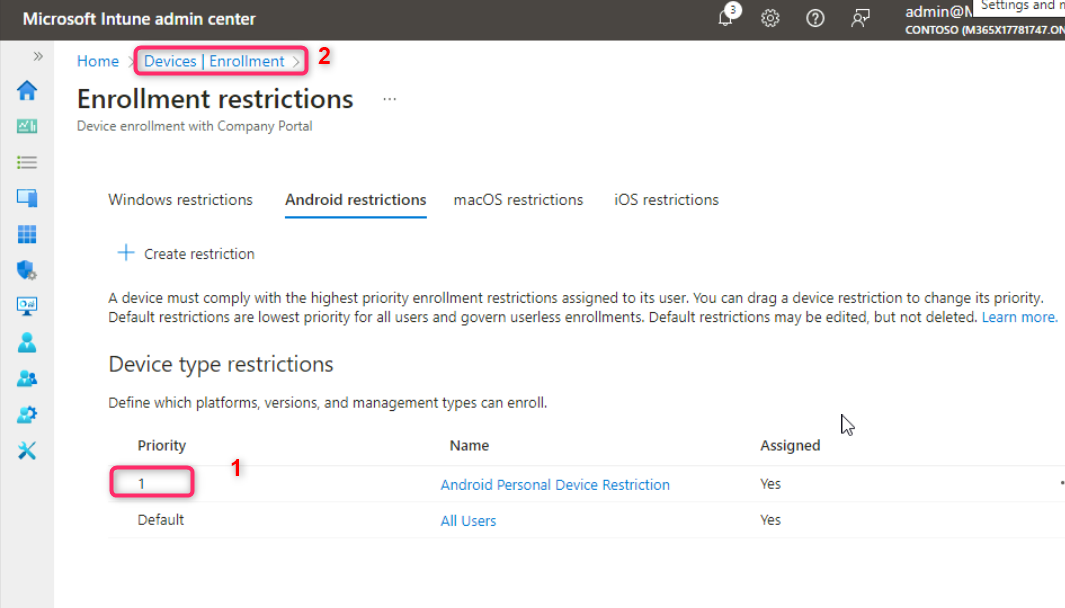 Microsoft Intune admin center
3
Settings and
admin@
CONTOSO (M365X17781747.ON
Home > Devices | Enrollment >
2
Enrollment restrictions ...
Device enrollment with Company Portal
Windows restrictions Android restrictions macOS restrictions iOS restrictions
+ Create restriction
A device must comply with the highest priority enrollment restrictions assigned to its user. You can drag a device restriction to change its priority.
Default restrictions are lowest priority for all users and govern userless enrollments. Default restrictions may be edited, but not deleted. Learn more.
Device type restrictions
Define which platforms, versions, and management types can enroll.
Priority Name Assigned
1
1 Android Personal Device Restriction Yes
Default All Users Yes